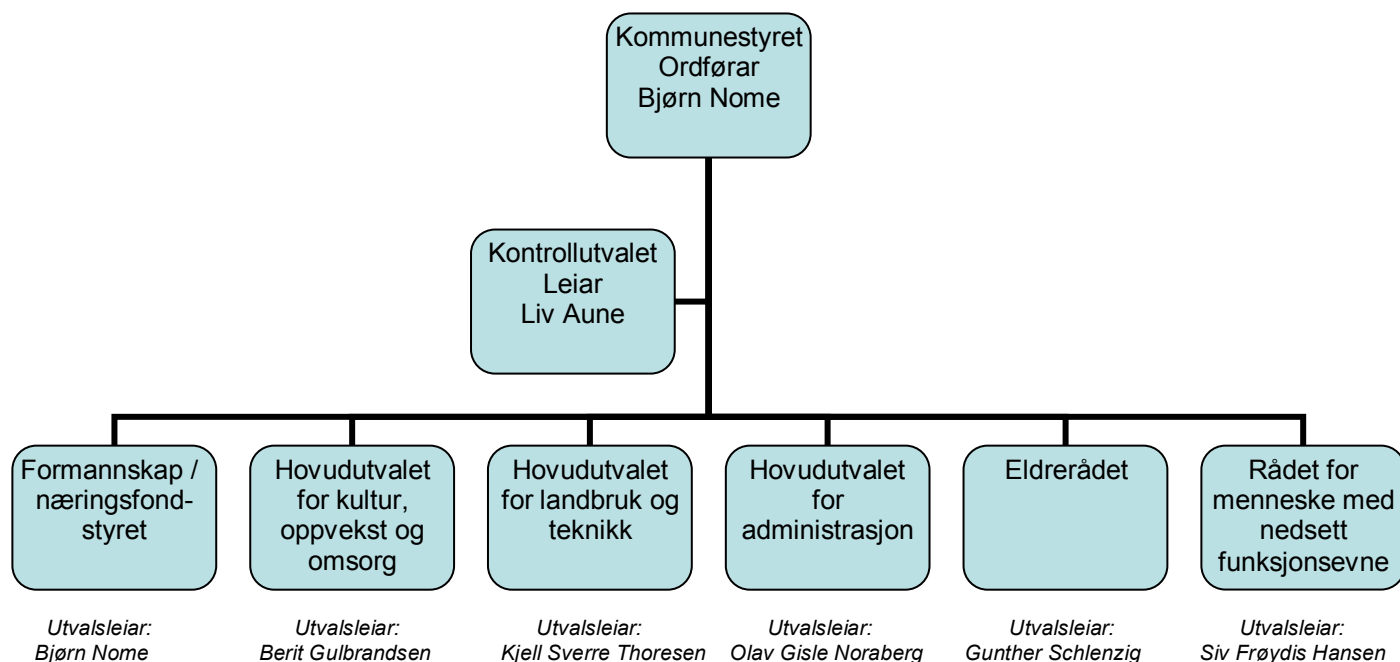 Kommunestyret
Ordførar
Bjørn Nome
Kontrollutvalet
Leiar
Liv Aune
Formannskap /
næringsfond-
styret
Hovudutvalet
for kultur,
oppvekst og
omsorg
Hovudutvalet
for landbruk og
teknikk
Hovudutvalet
for
administrasjon
Eldrerådet
Rådet for
menneske med
nedsett
funksjonsevne
Utvalsleiar:
Bjørn Nome
Utvalsleiar:
Berit Gulbrandsen
Utvalsleiar:
Kjell Sverre Thoresen
Utvalsleiar:
Olav Gisle Noraberg
Utvalsleiar:
Gunther Schlenzig
Utvalsleiar:
Siv Frøydis Hansen